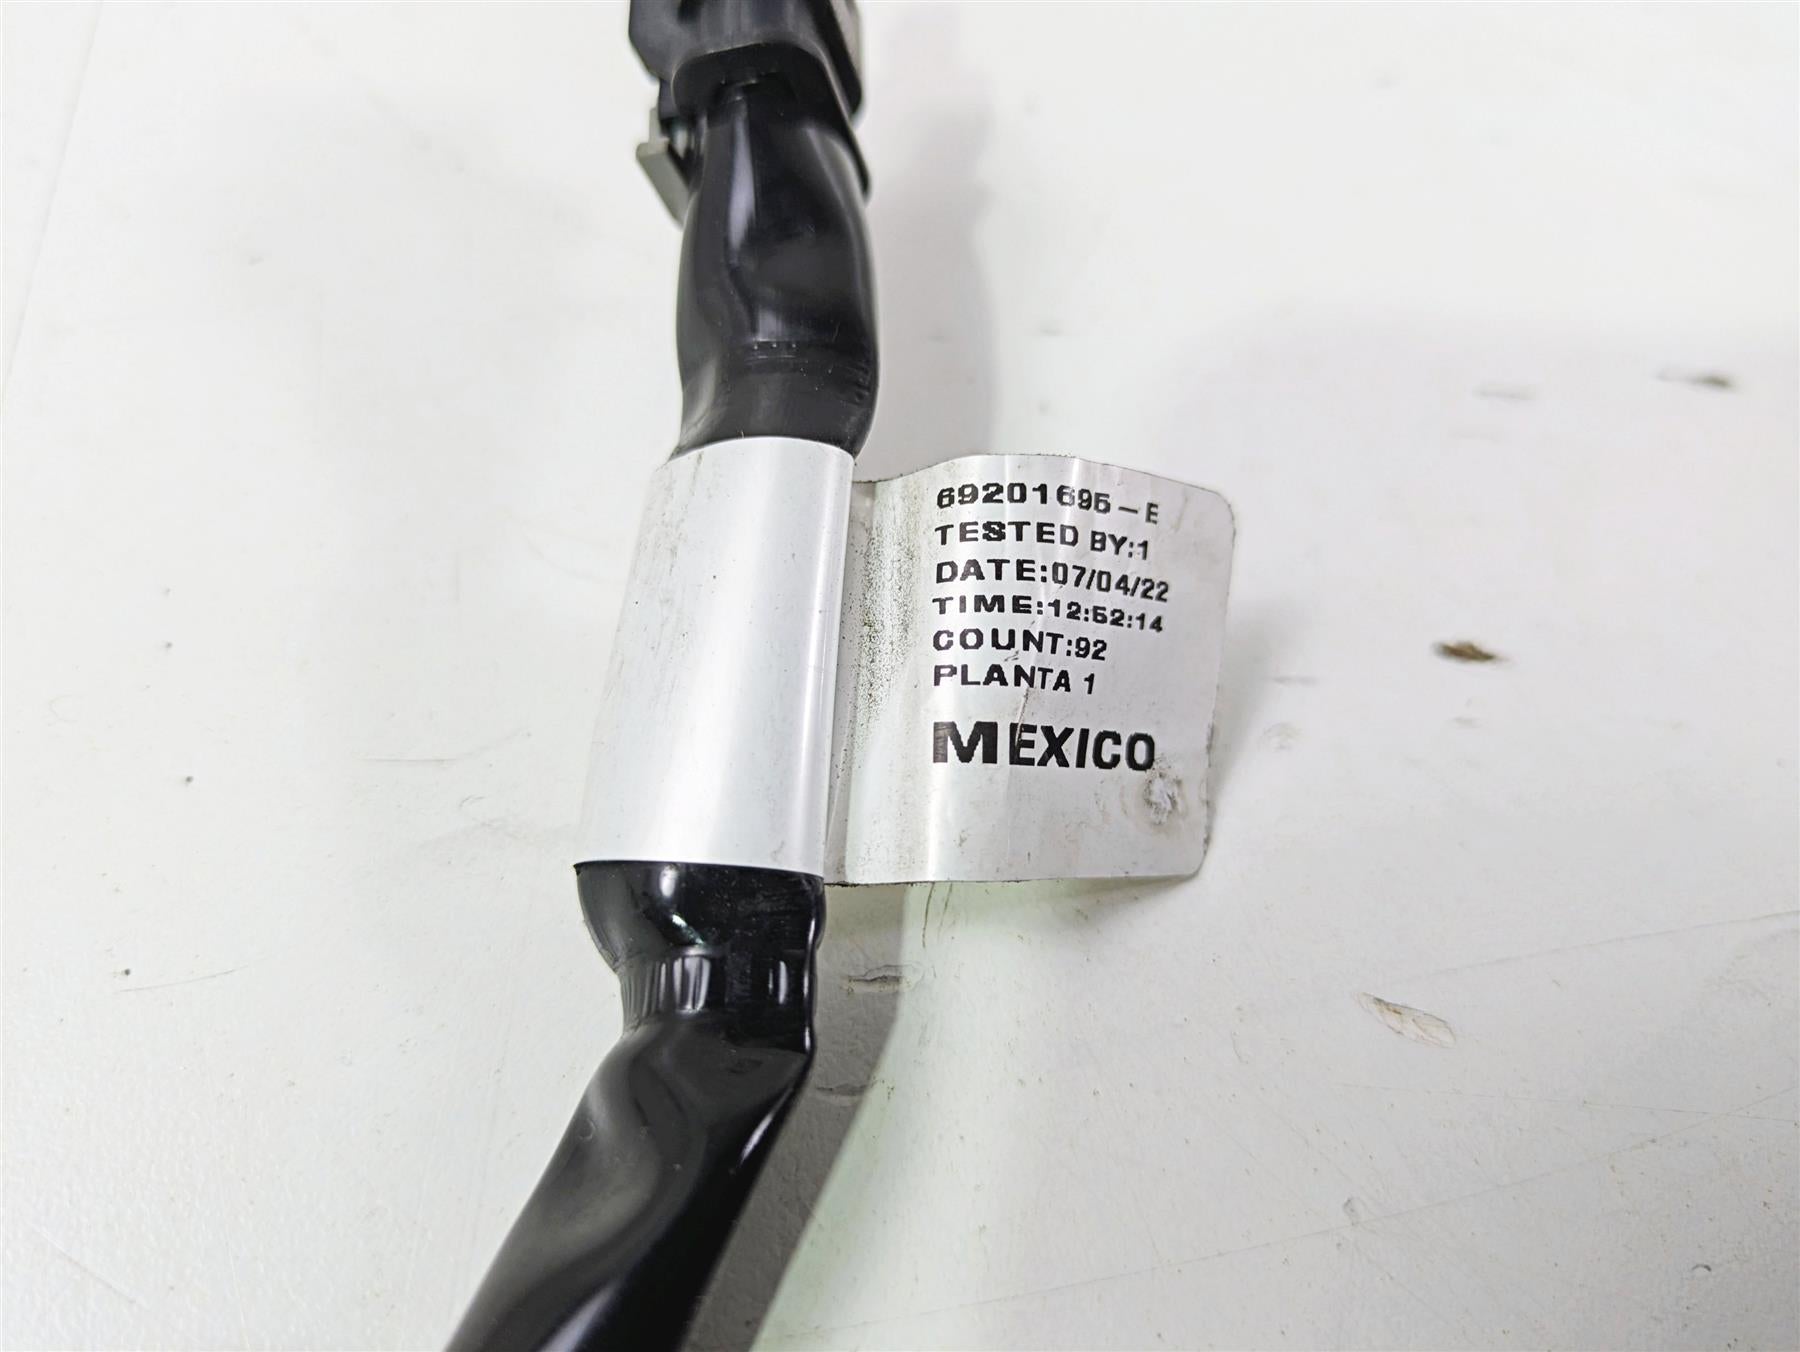 69201695-E
TESTED BY:1
DATE:07/04/22
TIME:12:52:14
COUNT:92
PLANTA 1
MEXICO